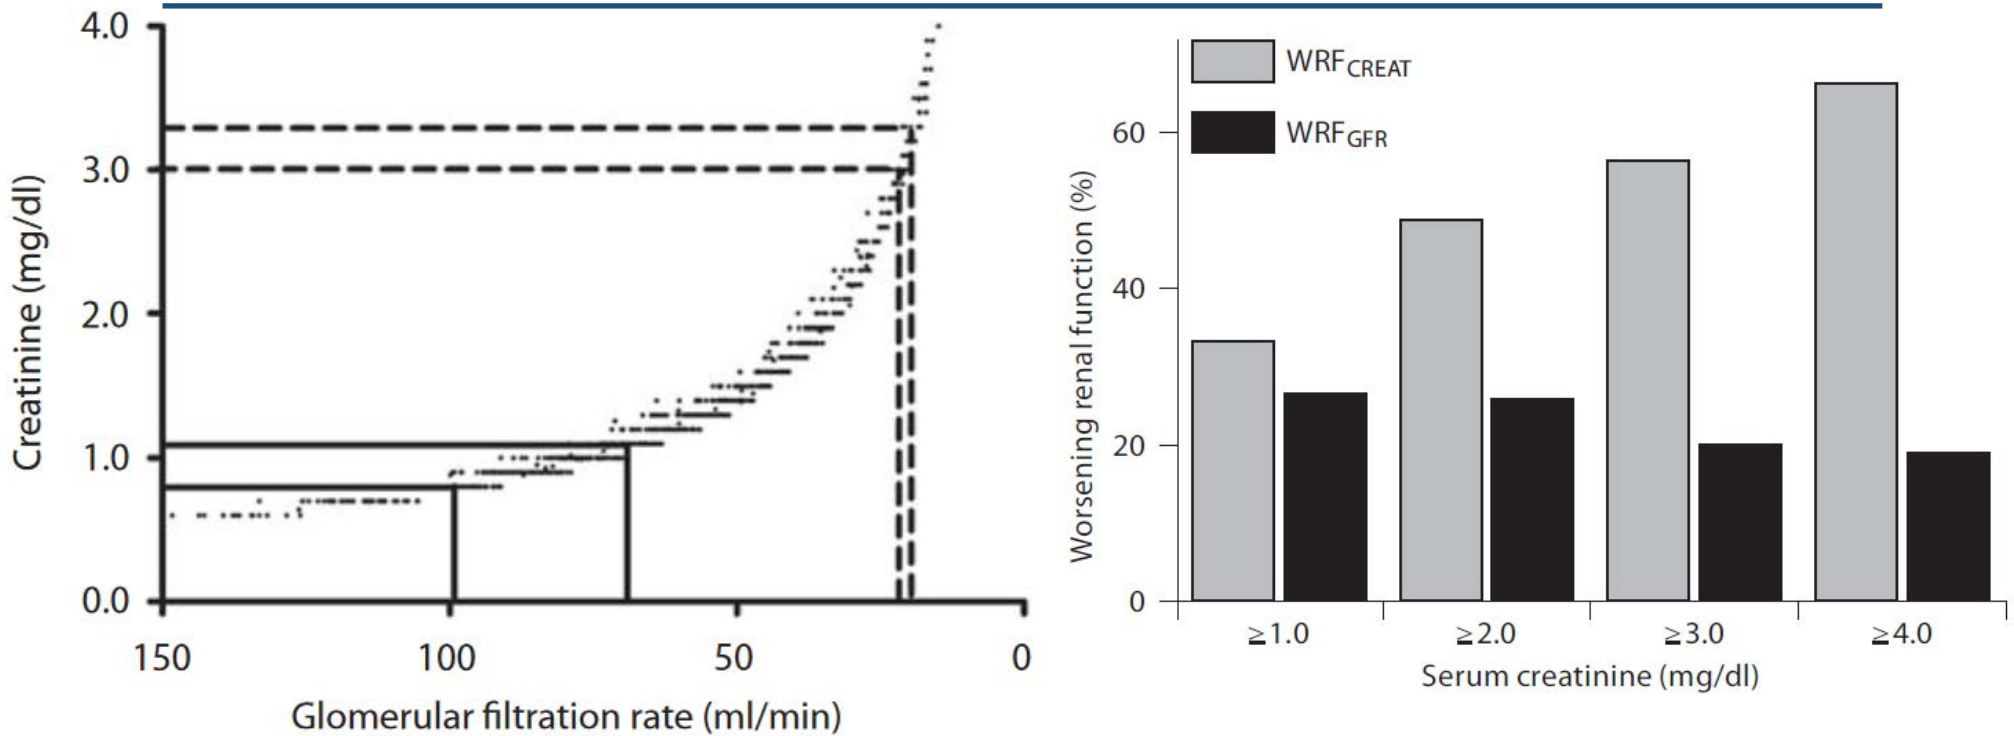 4.0
3.0
2.0
1.0
0.0
Creatinine (mg/dl)
150 100 50 0
Glomerular filtration rate (ml/min)
WRFCREAT
WRFGFR
60
40
20
0
Worsening renal function (%)
≥1.0 ≥2.0 ≥3.0 ≥4.0
Serum creatinine (mg/dl)